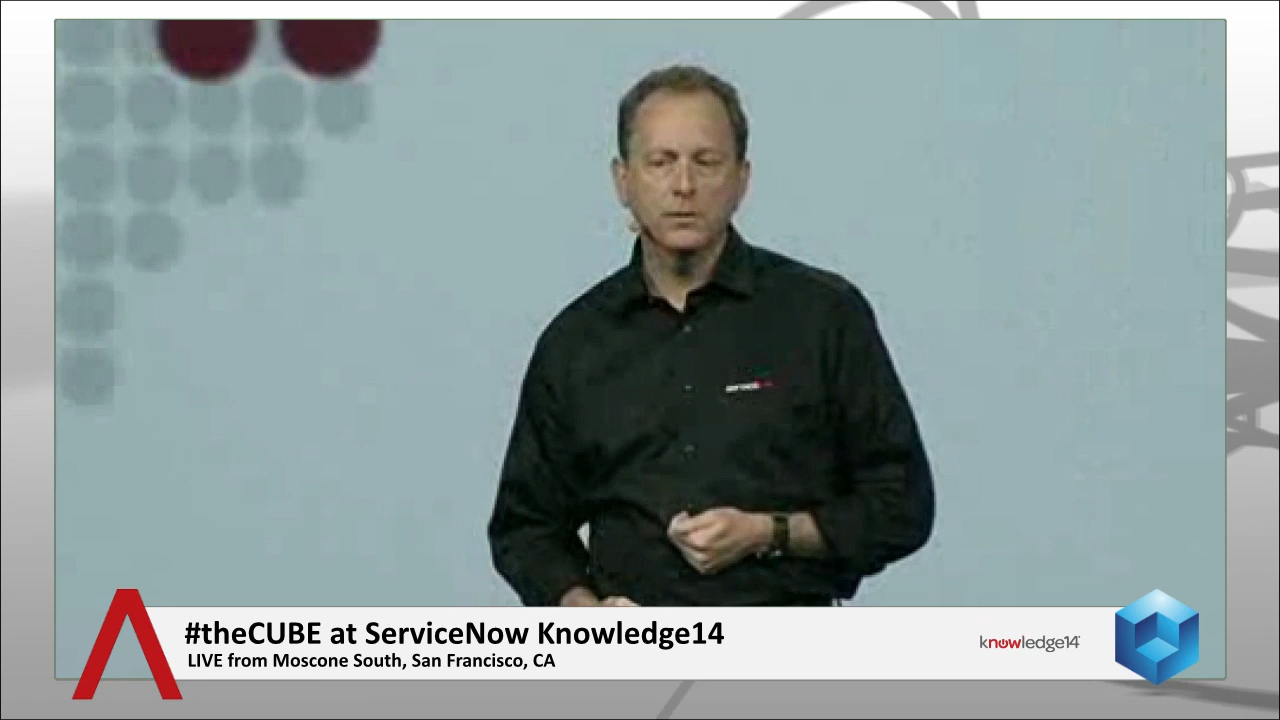 #theCUBE at ServiceNow Knowledge14
LIVE from Moscone South, San Francisco, CA
knowledge14